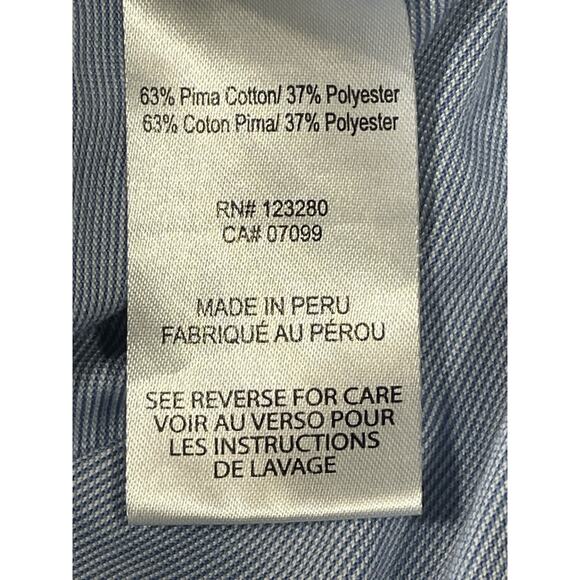 63% Pima Cotton/ 37% Polyester
63% Coton Pima/ 37% Polyester
RN# 123280
CA# 07099
MADE IN PERU
FABRIQUÉ AU PÉROU
SEE REVERSE FOR CARE
VOIR AU VERSO POUR
LES INSTRUCTIONS
DE LAVAGE